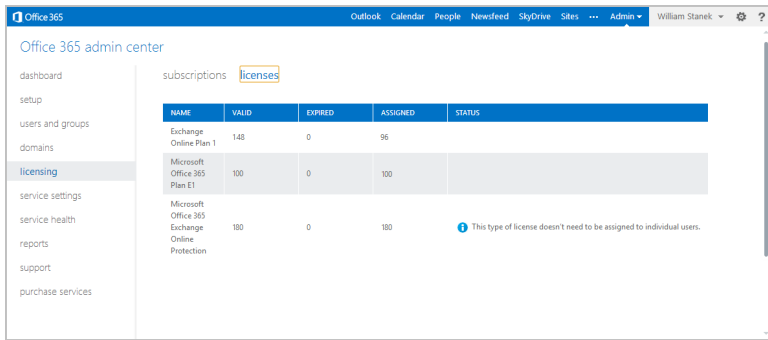 Office 365 Outlook Calendar People Newsfeed SkyDrive Sites ••• Admin William Stanek ?
Office 365 admin center
dashboard
setup
users and groups
domains
licensing
service settings
service health
reports
support
purchase services
subscriptions licenses
NAME VALID EXPIRED ASSIGNED STATUS
Exchange
Online Plan 1
148 0 96
Microsoft
Office 365
Plan E1
100 0 100
Microsoft
Office 365
Exchange
Online
Protection
180 0 180 This type of license doesn't need to be assigned to individual users.